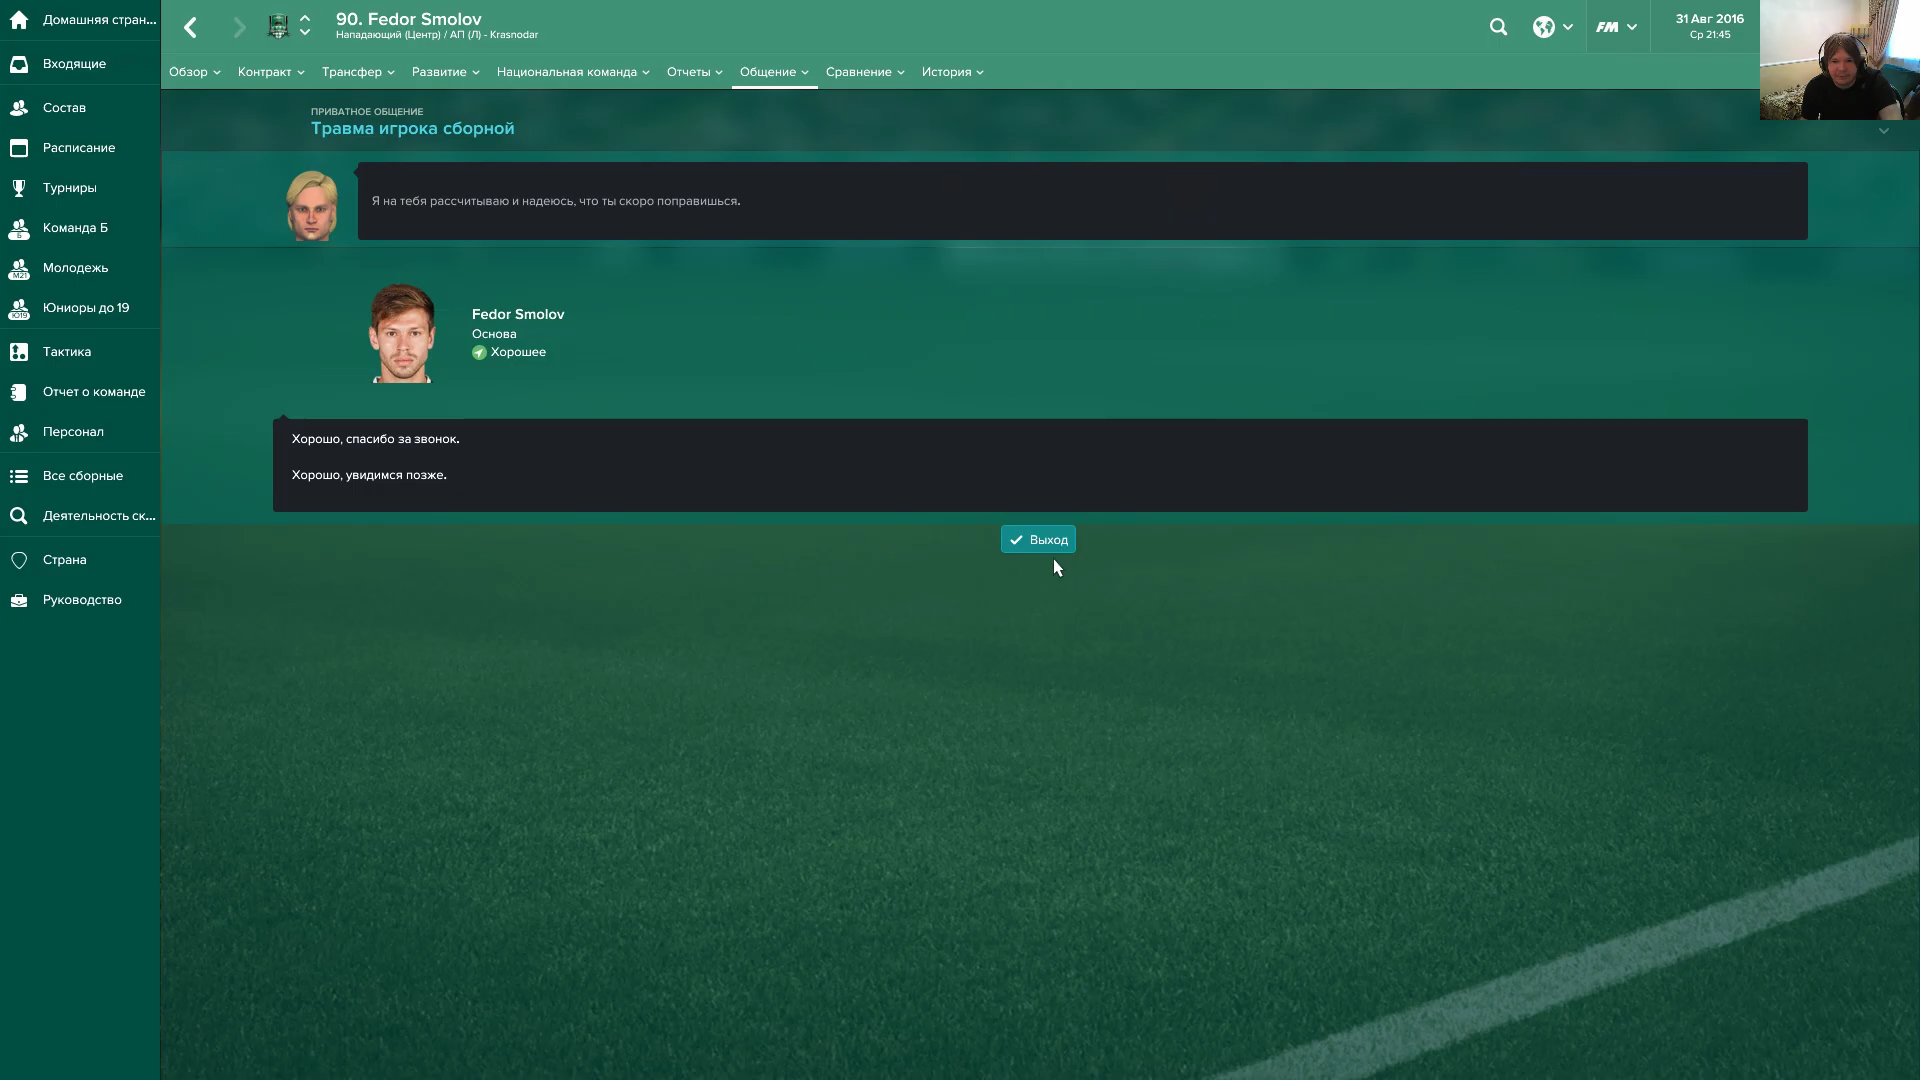 Домашняя стран...
Входящие
Состав
Расписание
Турниры
Команда Б
Молодежь
Юниоры до 19
Тактика
Отчет о команде
Персонал
Все сборные
Деятельность ск...
Страна
Руководство
90. Fedor Smolov
Нападающий (Центр) / АП (Л) - Krasnodar
FM
31 Авг 2016
Ср 21:45
Обзор
Контракт
Трансфер
Развитие
Национальная команда
Отчеты
Общение
Сравнение
История
ПРИВАТНОЕ ОБЩЕНИЕ
Травма игрока сборной
Я на тебя рассчитываю и надеюсь, что ты скоро поправишься.
Fedor Smolov
Основа
Хорошее
Хорошо, спасибо за звонок.
Хорошо, увидимся позже.
Выход